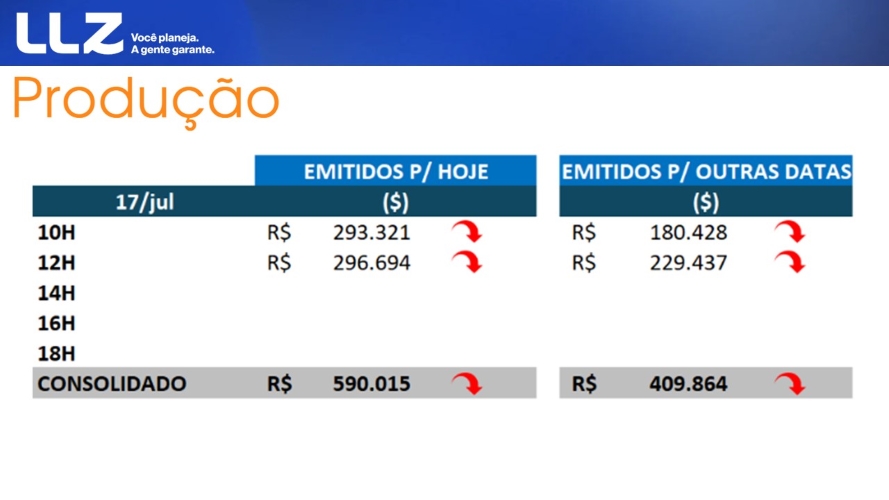 LLZ Você planeja.
A gente garante.
Produção
EMITIDOS P/ HOJE EMITIDOS P/ OUTRAS DATAS
17/jul ($) ($)
10H R$ 293.321 R$ 180.428
12H R$ 296.694 R$ 229.437
14H
16H
18H
CONSOLIDADO R$ 590.015 R$ 409.864